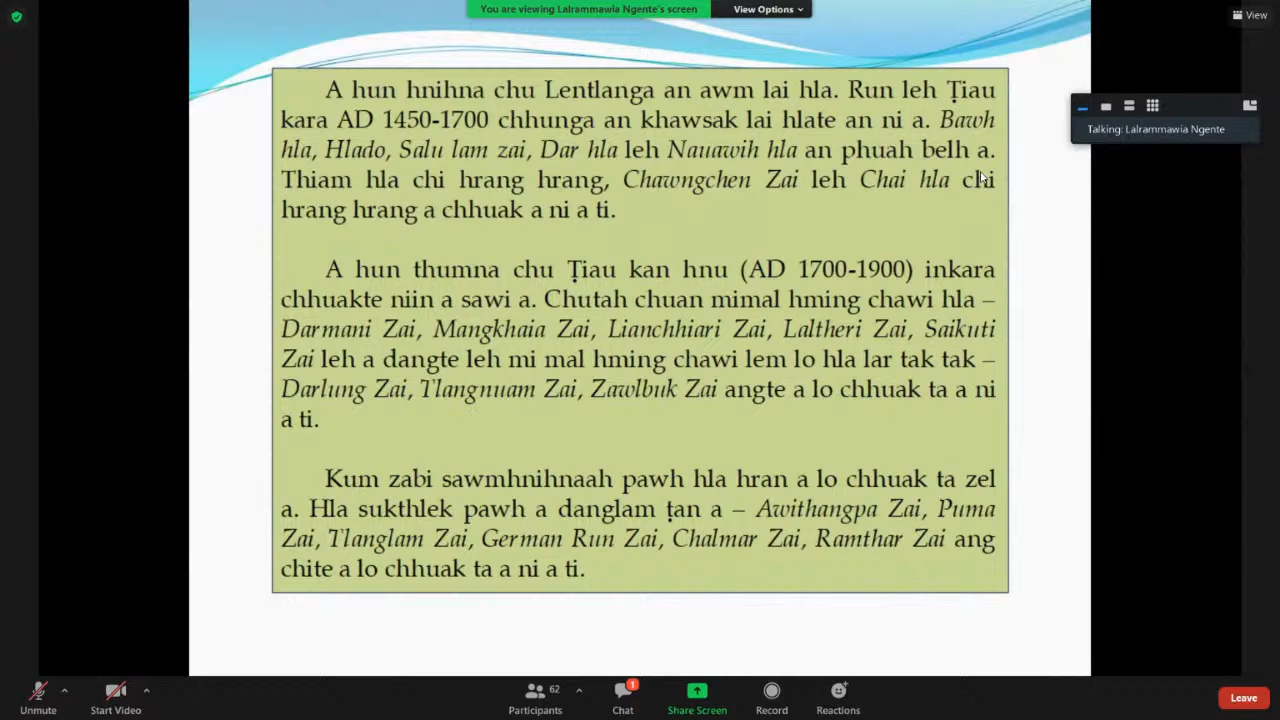 You are viewing Lalrammawia Ngente's screen
View Options
View
Talking: Lalrammawia Ngente
A hun hnihna chu Lentlanga an awm lai hla. Run leh Ṭiau
kara AD 1450-1700 chhunga an khawsak lai hlate an ni a. Bawh
hla, Hlado, Salu lam zai, Dar hla leh Nauawih hla an phuah belh a.
Thiam hla chi hrang hrang, Chawngchen Zai leh Chai hla chi
hrang hrang a chhuak a ni a ti.
A hun thumna chu Ṭiau kan hnu (AD 1700-1900) inkara
chhuakte niin a sawi a. Chutah chuan mimal hming chawi hla –
Darmani Zai, Mangkhaia Zai, Lianchhiari Zai, Laltheri Zai, Saikuti
Zai leh a dangte leh mi mal hming chawi lem lo hla lar tak tak –
Darlung Zai, Tlangnuam Zai, Zawlbuk Zai angte a lo chhuak ta a ni
a ti.
Kum zabi sawmhnihnaah pawh hla hran a lo chhuak ta zel
a. Hla sukthlek pawh a danglam ṭan a – Awithangpa Zai, Puma
Zai, Tlanglam Zai, German Run Zai, Chalmar Zai, Ramthar Zai ang
chite a lo chhuak ta a ni a ti.
Unmute
Start Video
62
Participants
1
Chat
Share Screen
Record
Reactions
Leave